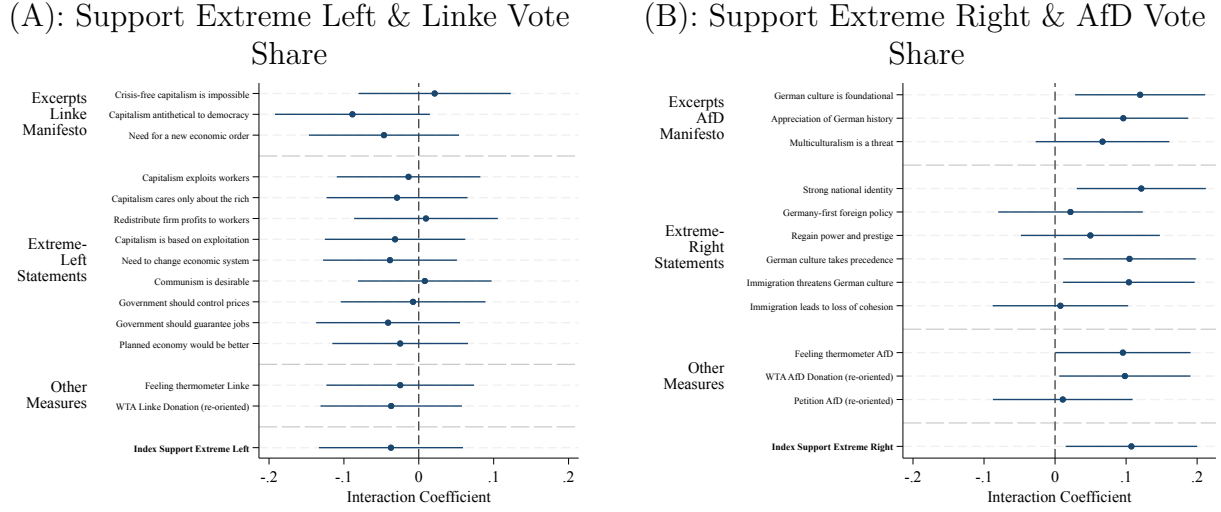 (A): Support Extreme Left & Linke Vote
Share
Excerpts
Linke
Manifesto
Crisis-free capitalism is impossible
Capitalism antithetical to democracy
Need for a new economic order
Extreme-
Left
Statements
Capitalism exploits workers
Capitalism cares only about the rich
Redistribute firm profits to workers
Capitalism is based on exploitation
Need to change economic system
Communism is desirable
Government should control prices
Government should guarantee jobs
Planned economy would be better
Other
Measures
Feeling thermometer Linke
WTA Linke Donation (re-oriented)
Index Support Extreme Left
-.2 -.1 0 .1 .2
Interaction Coefficient
(B): Support Extreme Right & AfD Vote
Share
Excerpts
AfD
Manifesto
German culture is foundational
Appreciation of German history
Multiculturalism is a threat
Extreme-
Right
Statements
Strong national identity
Germany-first foreign policy
Regain power and prestige
German culture takes precedence
Immigration threatens German culture
Immigration leads to loss of cohesion
Other
Measures
Feeling thermometer AfD
WTA AfD Donation (re-oriented)
Petition AfD (re-oriented)
Index Support Extreme Right
-.2 -.1 0 .1 .2
Interaction Coefficient